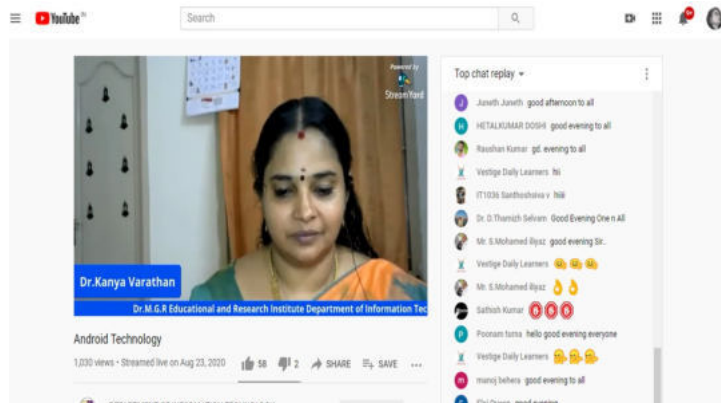 YouTube
Search
9+
Powered by
StreamYard
Dr.Kanya Varathan
Dr.M.G.R Educational and Research Institute Department of Information Tec
Android Technology
1,030 views • Streamed live on Aug 23, 2020
58
2
SHARE
SAVE
Top chat replay
J Juneth Juneth good afternoon to all
H HETALKUMAR DOSHI good evening to all
Raushan Kumar gd. evening to all
Vestige Daily Learners hi
IT1036 Santhoshsiva v hiiii
Dr. D.Thamizh Selvam Good Evening One n All
Mr. S.Mohamed iliyaz good evening Sir..
Vestige Daily Learners
Mr. S.Mohamed iliyaz
Sathish Kumar
P Poonam turna hello good evening everyone
Vestige Daily Learners
m manoj behera good evening to all
good evening